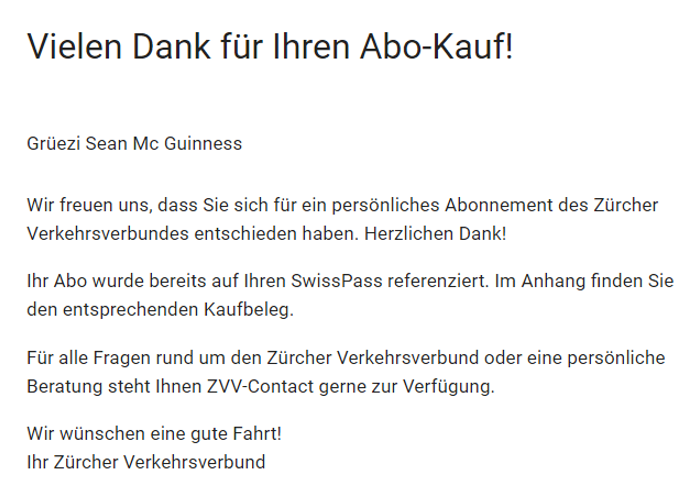 Vielen Dank für Ihren Abo-Kauf!
Grüezi Sean Mc Guinness
Wir freuen uns, dass Sie sich für ein persönliches Abonnement des Zürcher
Verkehrsverbundes entschieden haben. Herzlichen Dank!
Ihr Abo wurde bereits auf Ihren SwissPass referenziert. Im Anhang finden Sie
den entsprechenden Kaufbeleg.
Für alle Fragen rund um den Zürcher Verkehrsverbund oder eine persönliche
Beratung steht Ihnen ZVV-Contact gerne zur Verfügung.
Wir wünschen eine gute Fahrt!
Ihr Zürcher Verkehrsverbund